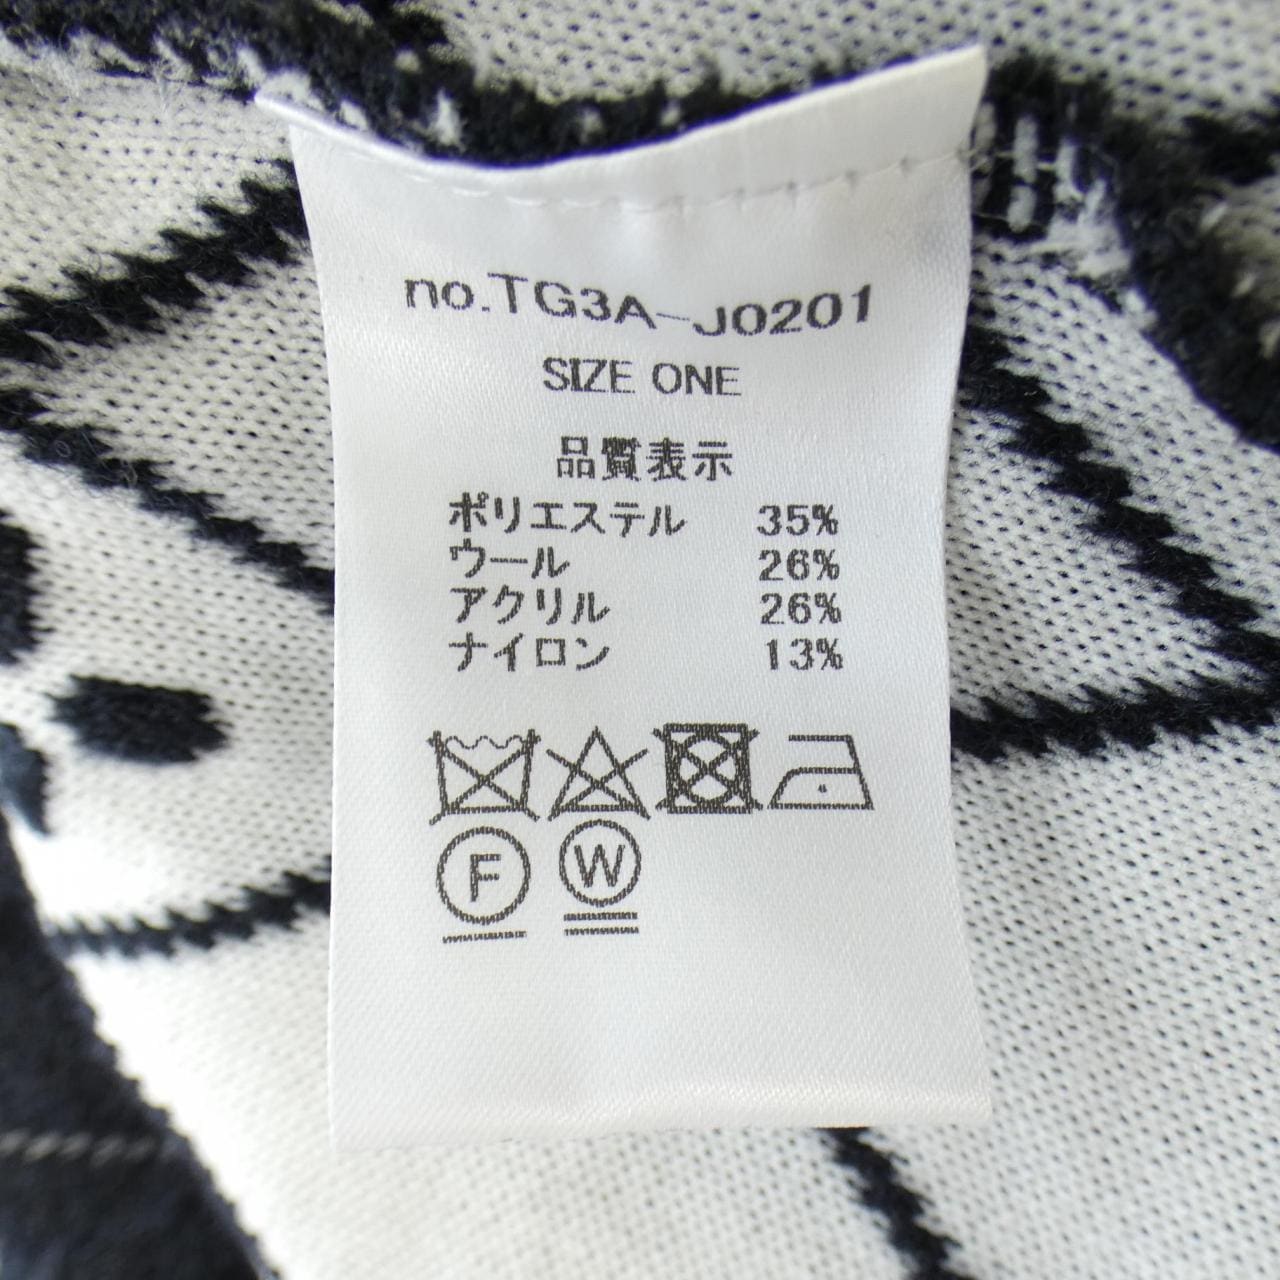 no.TG3A-J0201
SIZE ONE
品質表示
ポリエステル 35%
ウール 26%
アクリル 26%
ナイロン 13%
F W